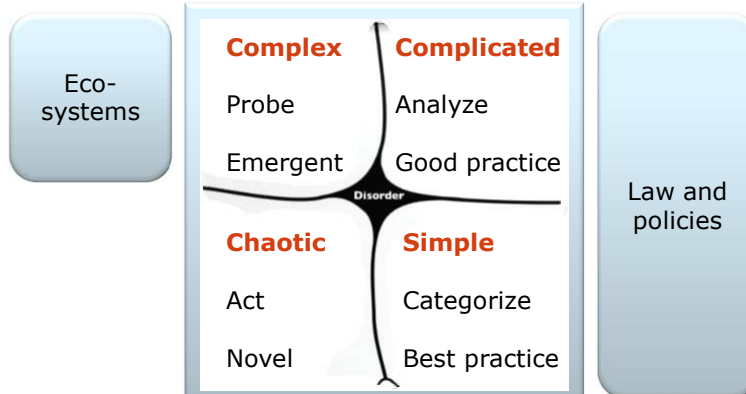 Eco-
systems
Complex
Probe
Emergent
Complicated
Analyze
Good practice
Disorder
Chaotic
Act
Novel
Simple
Categorize
Best practice
Law and
policies